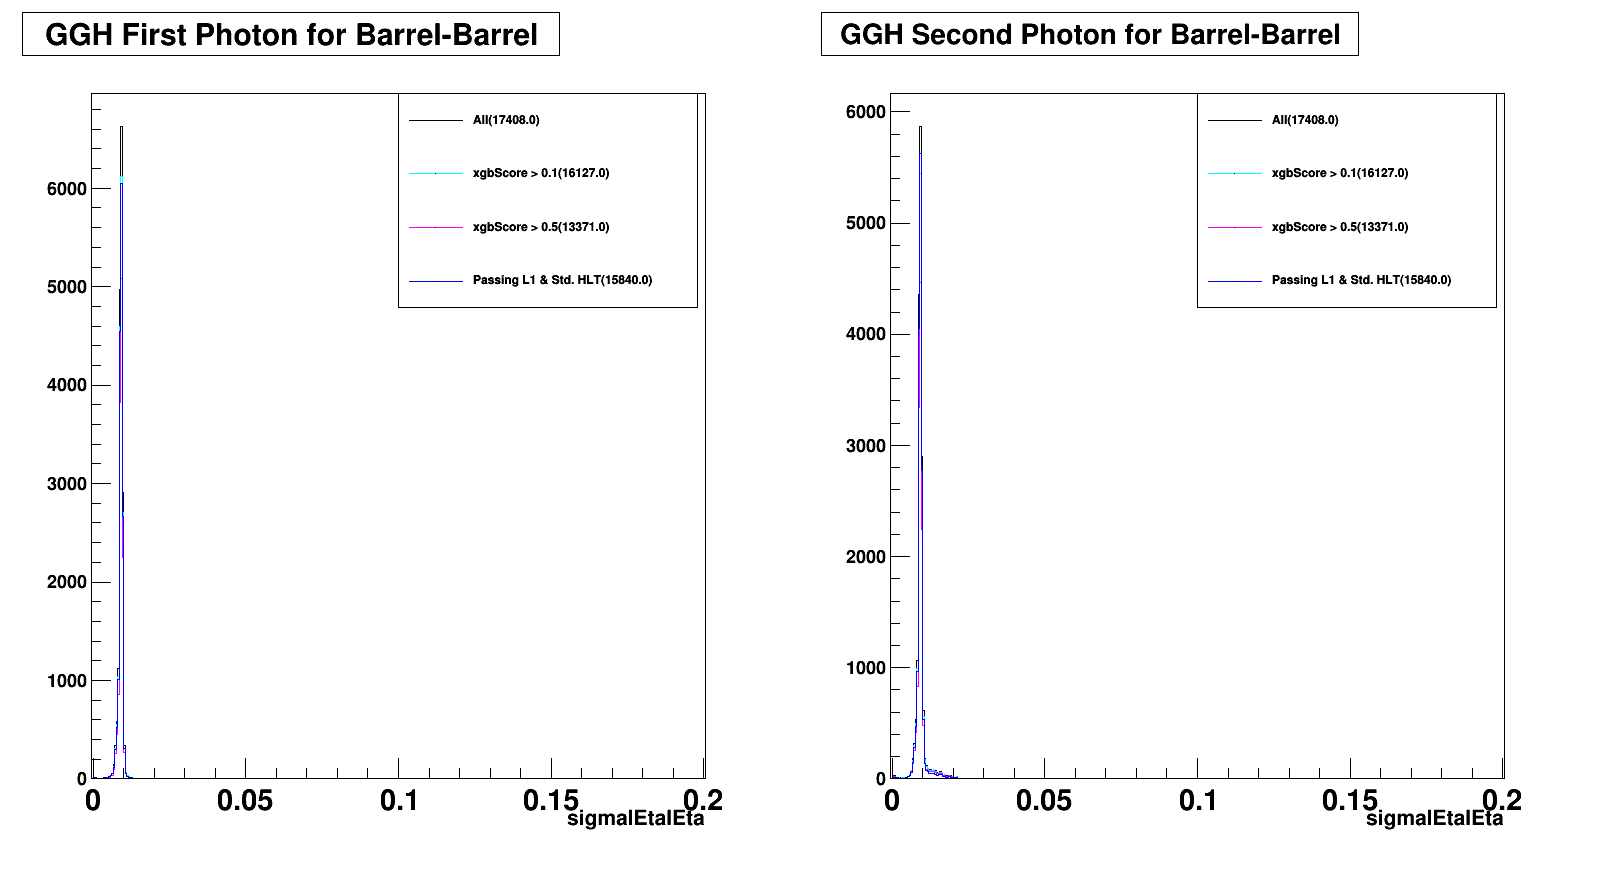 GGH First Photon for Barrel-Barrel
All(17408.0)
xgbScore > 0.1(16127.0)
xgbScore > 0.5(13371.0)
Passing L1 & Std. HLT(15840.0)
6000
5000
4000
3000
2000
1000
0
0 0.05 0.1 0.15 0.2
sigmaIEtaIEta
GGH Second Photon for Barrel-Barrel
All(17408.0)
xgbScore > 0.1(16127.0)
xgbScore > 0.5(13371.0)
Passing L1 & Std. HLT(15840.0)
6000
5000
4000
3000
2000
1000
0
0 0.05 0.1 0.15 0.2
sigmaIEtaIEta